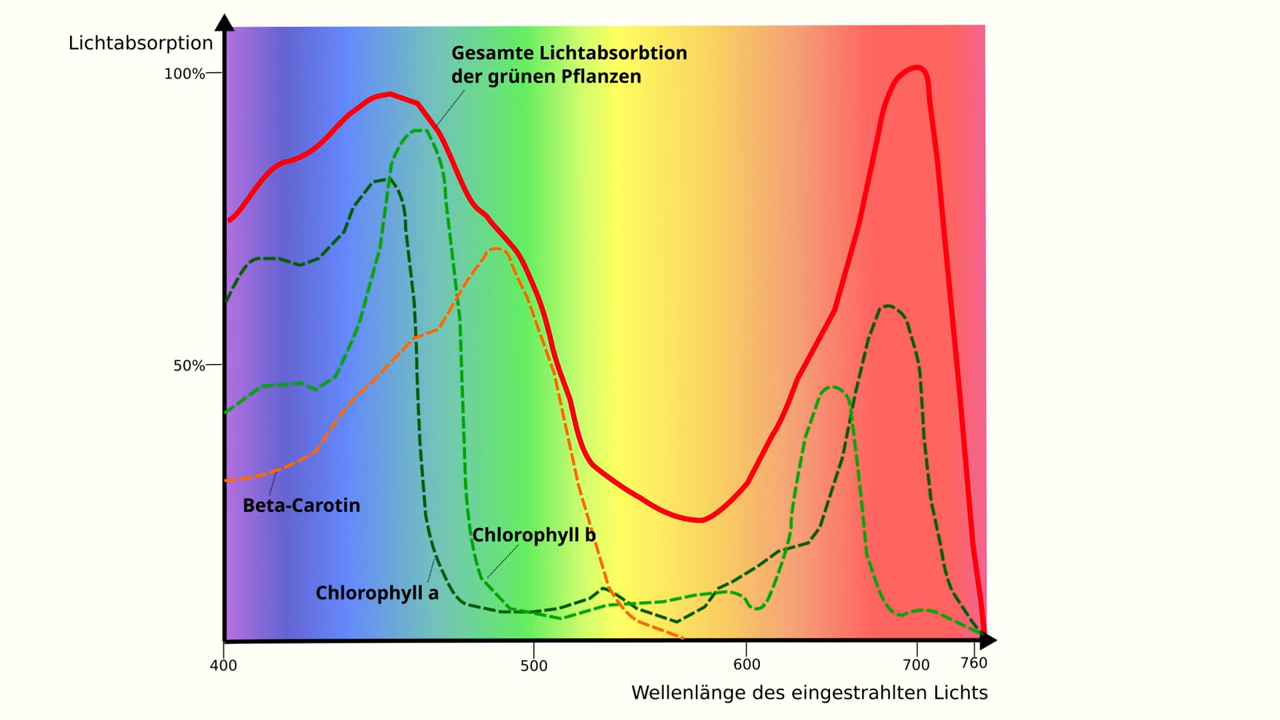 Lichtabsorption
Gesamte Lichtabsorbtion
der grünen Pflanzen
100%
50%
Beta-Carotin
Chlorophyll b
Chlorophyll a
400
500
600
700
760
Wellenlänge des eingestrahlten Lichts